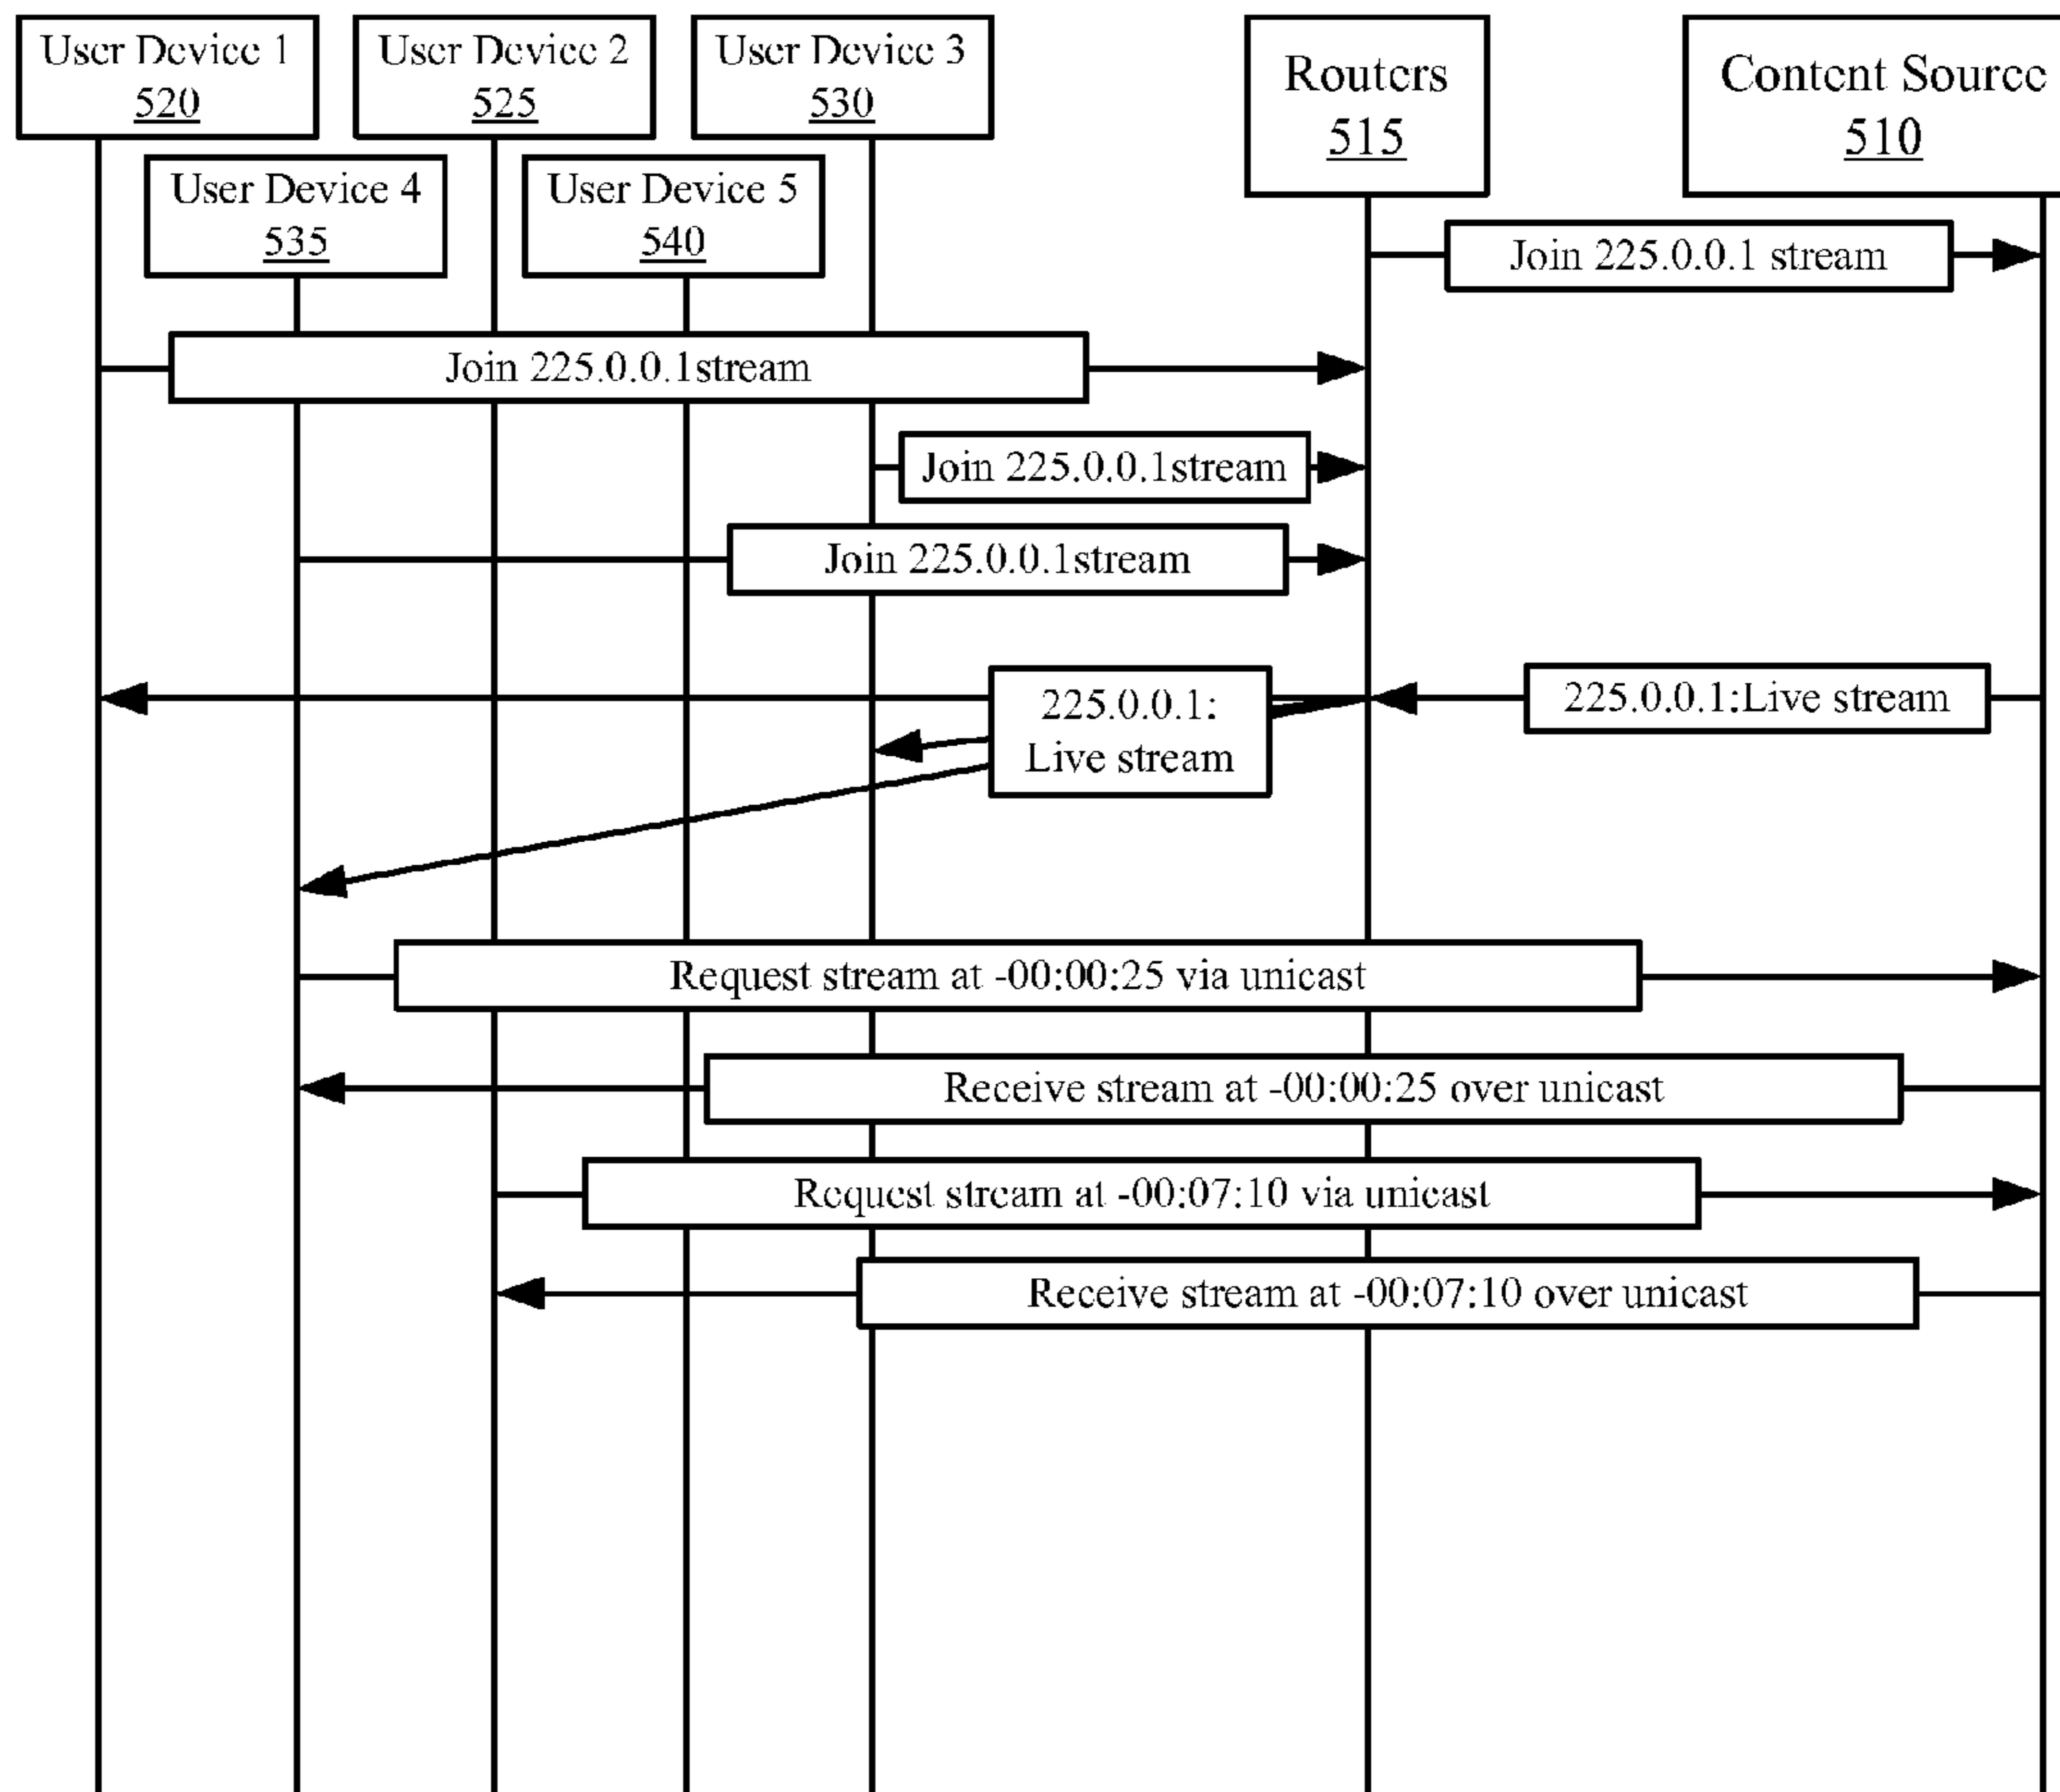 User Device 1
520
User Device 2
525
User Device 3
530
Routers
515
Content Source
510
User Device 4
535
User Device 5
540
Join 225.0.0.1 stream
Join 225.0.0.1stream
Join 225.0.0.1stream
Join 225.0.0.1stream
225.0.0.1:
Live stream
225.0.0.1:Live stream
Request stream at -00:00:25 via unicast
Receive stream at -00:00:25 over unicast
Request stream at -00:07:10 via unicast
Receive stream at -00:07:10 over unicast